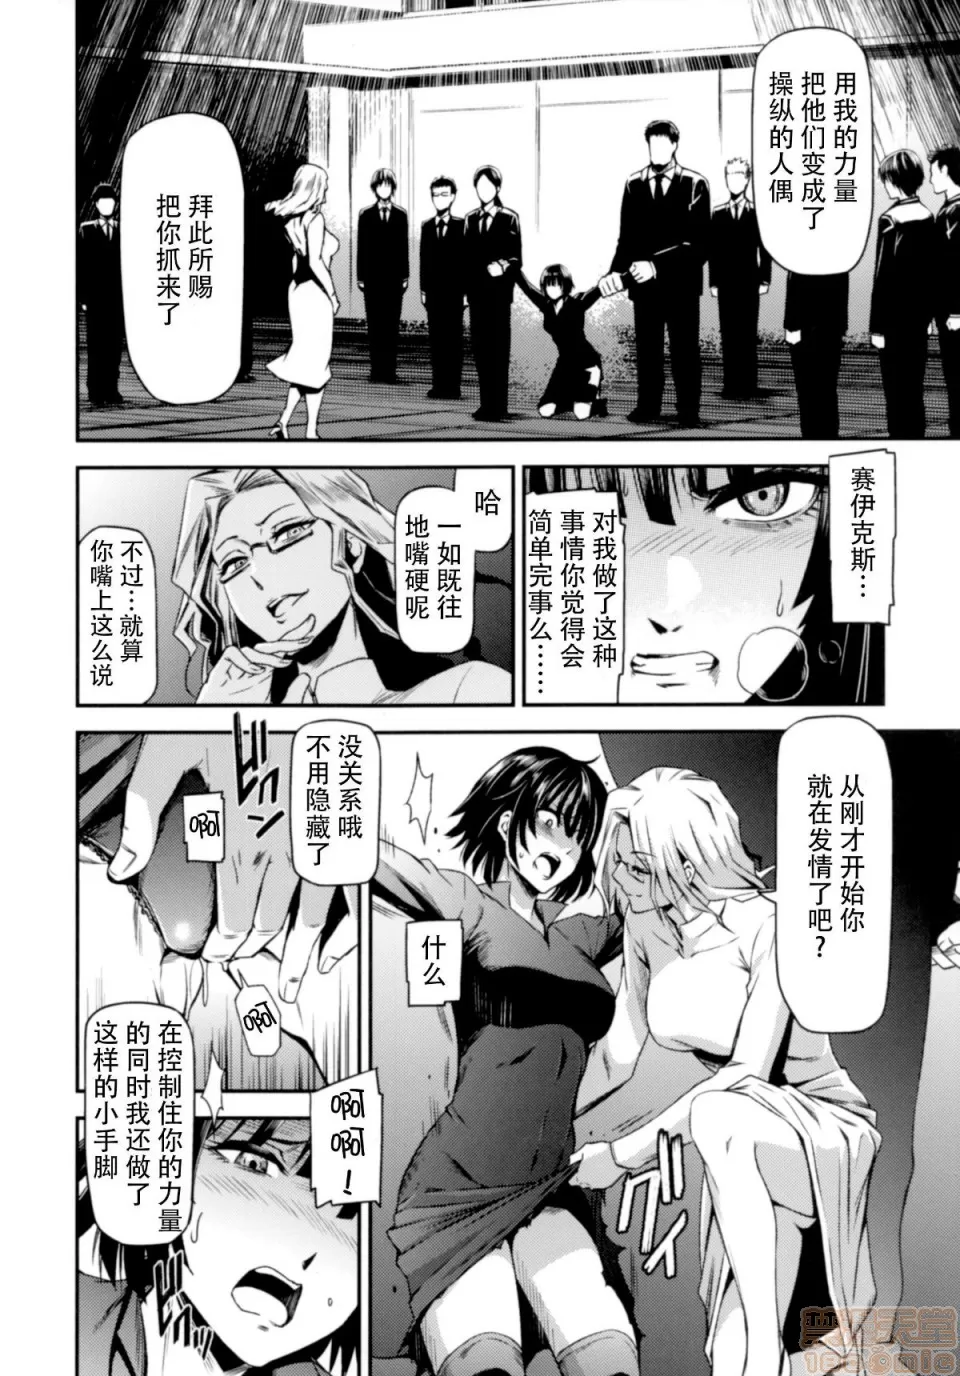 用我的力量
把他们变成了
操纵的人偶
拜此所赐
把你抓来了
赛伊克斯…
对我做了这种
事情你觉得会
简单完事么……
哈
一如既往
地嘴硬呢
不过…就算
你嘴上这么说
从刚才开始你
就在发情了吧?
什么
没关系哦
不用隐藏了
啊
啊
啊
啊!
在控制住你的力量
的同时我还做了
这样的小手脚